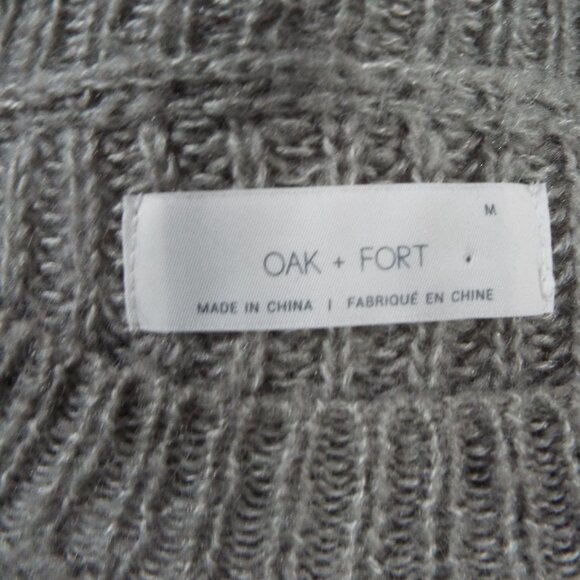 M
OAK + FORT
MADE IN CHINA | FABRIQUÉ EN CHINE